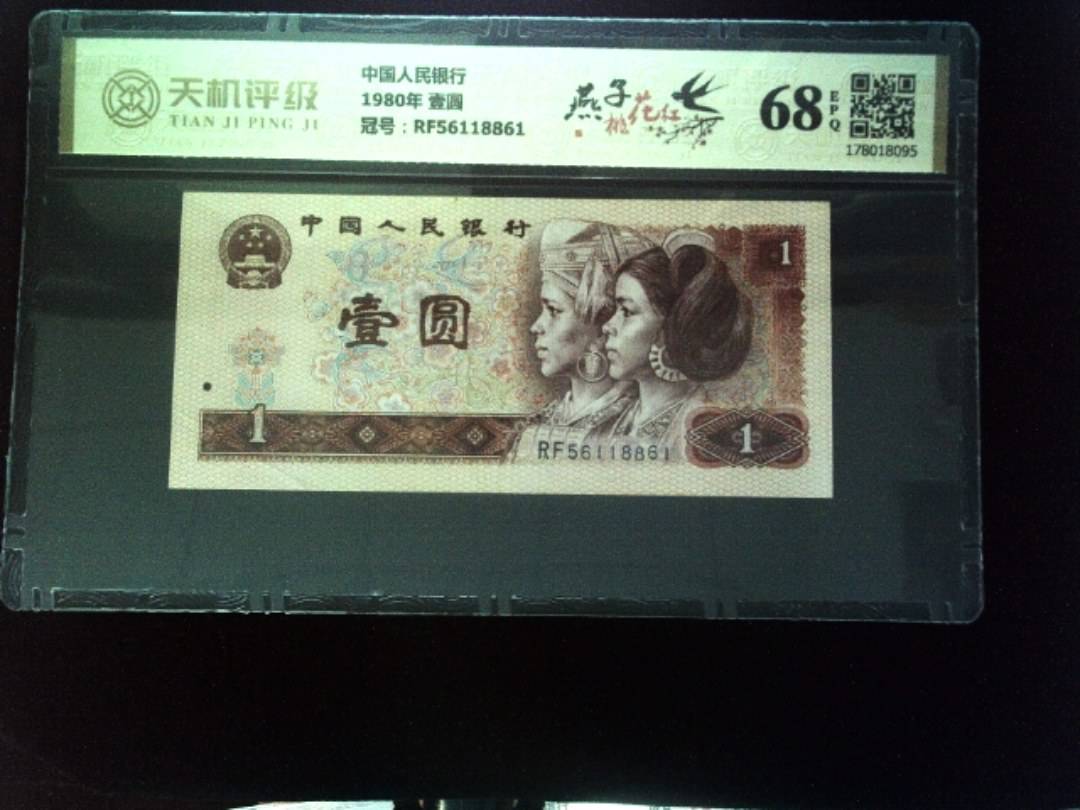 天机评级
TIAN JI PING JI
中国人民银行
1980年 壹圆
冠号：RF56118861
燕子
桃花红
68
EPQ
178018095
中国人民银行
1
壹圆
1
RF56118861
1